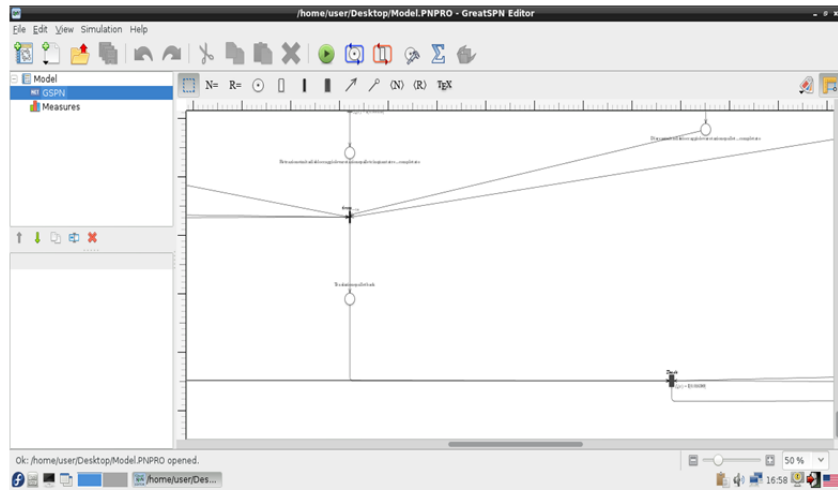 /home/user/Desktop/Model.PNPRO - GreatSPN Editor
File Edit View Simulation Help
Model
GSPN
Measures
N= R= ⟨N⟩ ⟨R⟩ TEX
Ok: /home/user/Desktop/Model.PNPRO opened.
50 %
/home/user/Des...
16:58